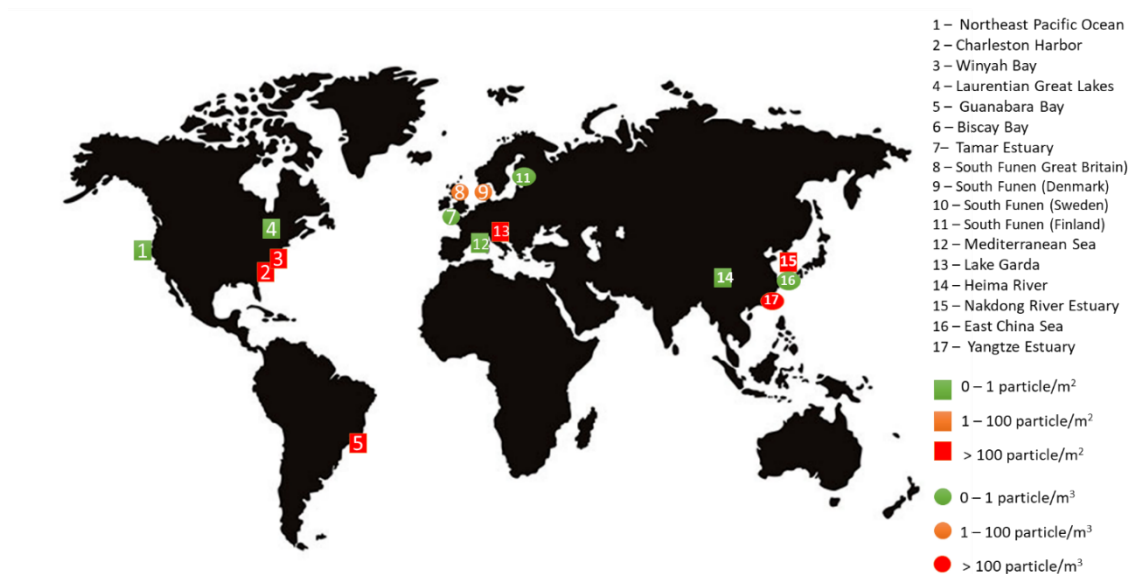 1 – Northeast Pacific Ocean
2 – Charleston Harbor
3 – Winyah Bay
4 – Laurentian Great Lakes
5 – Guanabara Bay
6 – Biscay Bay
7– Tamar Estuary
8 – South Funen Great Britain)
9 – South Funen (Denmark)
10 – South Funen (Sweden)
11 – South Funen (Finland)
12 – Mediterranean Sea
13 – Lake Garda
14 – Heima River
15 – Nakdong River Estuary
16 – East China Sea
17 – Yangtze Estuary
0 – 1 particle/m²
1 – 100 particle/m²
> 100 particle/m²
0 – 1 particle/m³
1 – 100 particle/m³
> 100 particle/m³
11
8
9
7
4
13
12
1
3
2
15
14
16
17
5